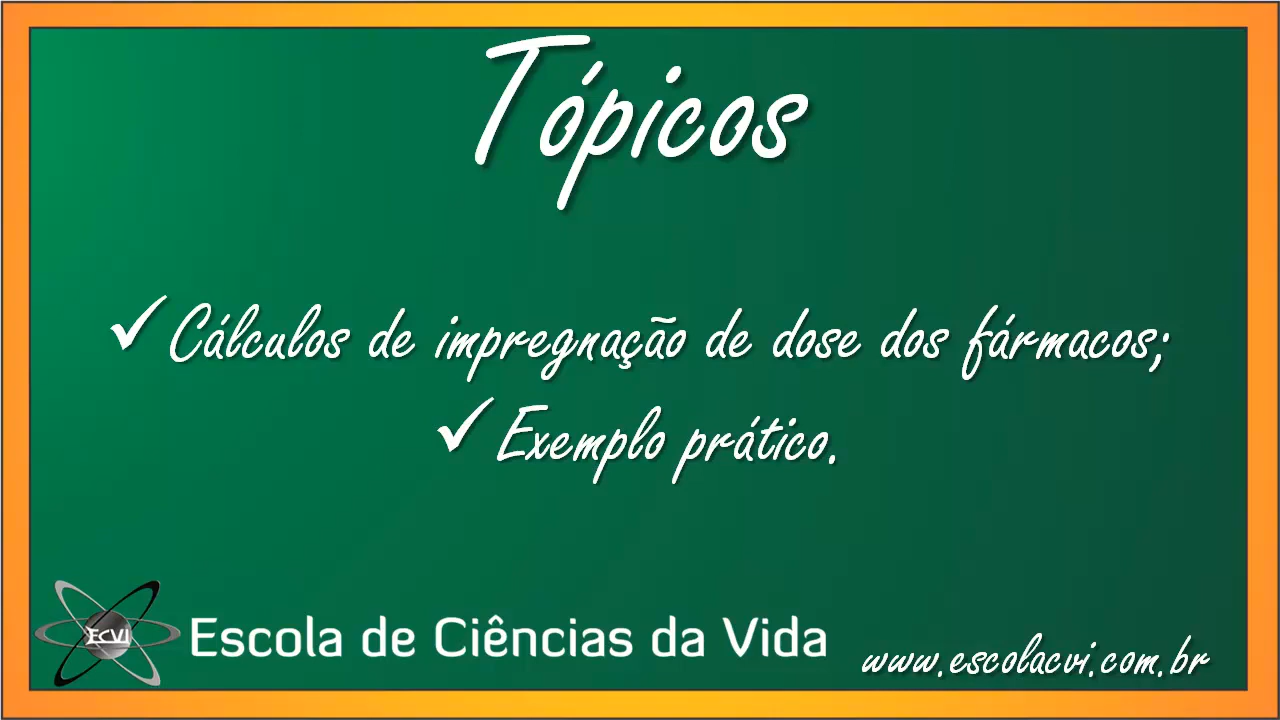 Tópicos
✓Cálculos de impregnação de dose dos fármacos;
✓Exemplo prático.
ECVI
Escola de Ciências da Vida
www.escolacvi.com.br